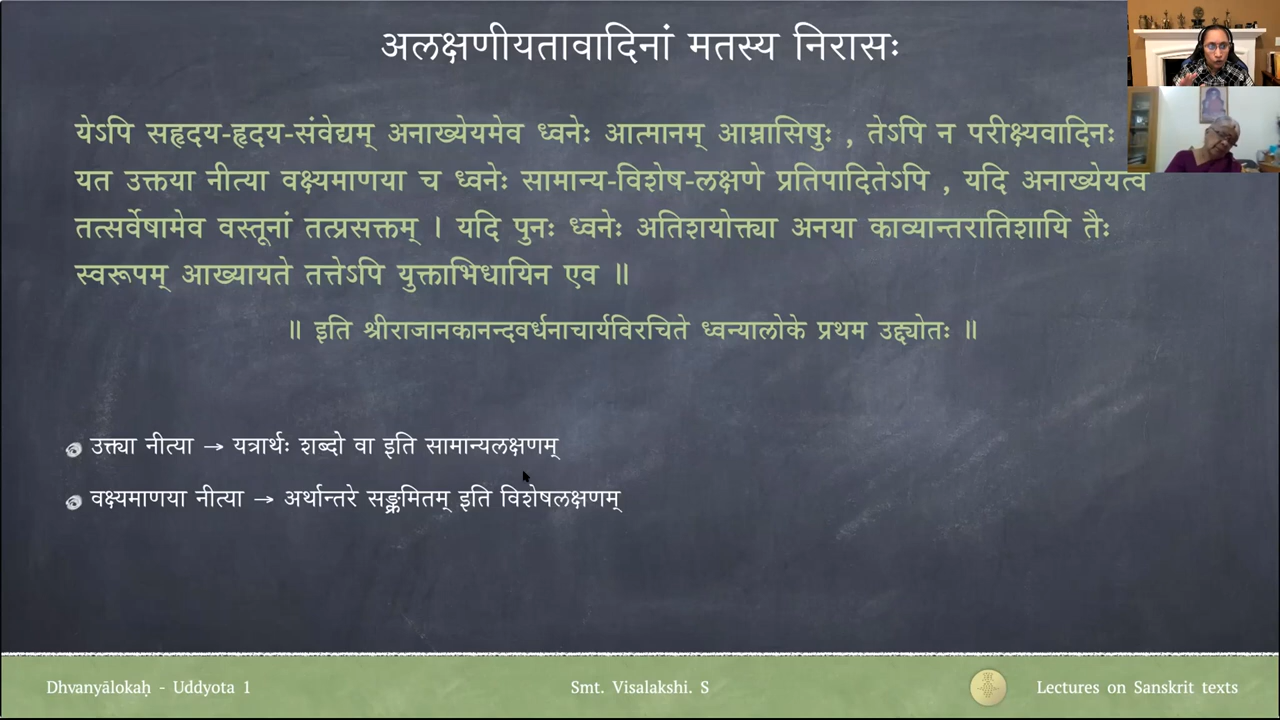 अलक्षणीयतावादिनां मतस्य निरासः
येऽपि सहृदय-हृदय-संवेद्यम् अनाख्येयमेव ध्वनेः आत्मानम् आम्नासिषुः , तेऽपि न परीक्ष्यवादिनः
यत उक्तया नीत्या वक्ष्यमाणया च ध्वनेः सामान्य-विशेष-लक्षणे प्रतिपादितेऽपि , यदि अनाख्येयत्व
तत्सर्वेषामेव वस्तूनां तत्प्रसक्तम् । यदि पुनः ध्वनेः अतिशयोक्त्या अनया काव्यान्तरातिशायि तैः
स्वरूपम् आख्यायते तत्तेऽपि युक्ताभिधायिन एव ॥
॥ इति श्रीराजानकानन्दवर्धनाचार्यविरचिते ध्वन्यालोके प्रथम उद्द्योतः ॥
उक्त्या नीत्या → यत्रार्थः शब्दो वा इति सामान्यलक्षणम्
वक्ष्यमाणया नीत्या → अर्थान्तरे सङ्क्रमितम् इति विशेषलक्षणम्
Dhvanyālokaḥ - Uddyota 1 Smt. Visalakshi. S Lectures on Sanskrit texts